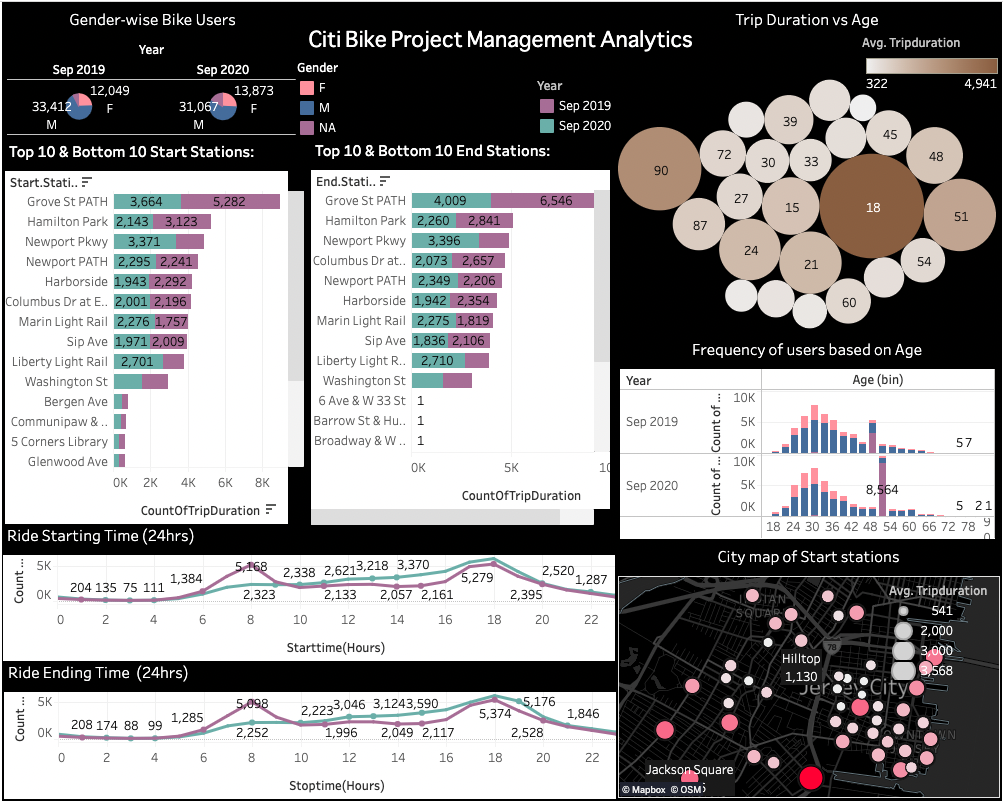 Citi Bike Project Management Analytics
Gender-wise Bike Users
Year
Sep 2019 Sep 2020
12,049 F
33,412 M
13,873 F
31,067 M
Gender
F
M
NA
Year
Sep 2019
Sep 2020
Top 10 & Bottom 10 Start Stations:
Start.Stati..
Grove St PATH 3,664 5,282
Hamilton Park 2,143 3,123
Newport Pkwy 3,371
Newport PATH 2,295 2,241
Harborside 1,943 2,292
Columbus Dr at E.. 2,001 2,196
Marin Light Rail 2,276 1,757
Sip Ave 1,971 2,009
Liberty Light Rail 2,701
Washington St
Bergen Ave
Communipaw & ..
5 Corners Library
Glenwood Ave
0K 2K 4K 6K 8K
CountOfTripDuration
Top 10 & Bottom 10 End Stations:
End.Stati..
Grove St PATH 4,009 6,546
Hamilton Park 2,260 2,841
Newport Pkwy 3,396
Columbus Dr at.. 2,073 2,657
Newport PATH 2,349 2,206
Harborside 1,942 2,354
Marin Light Rail 2,275 1,819
Sip Ave 1,836 2,106
Liberty Light R.. 2,710
Washington St
6 Ave & W 33 St 1
Barrow St & Hu.. 1
Broadway & W .. 1
0K 5K 10
CountOfTripDuration
Trip Duration vs Age
Avg. Tripduration
322 4,941
39
45
72 30 33 48
90
27 15 18 51
87
24 21 54
60
Frequency of users based on Age
Year Age (bin)
Sep 2019
Count of ...
10K
5K
0K
5 7
Sep 2020
Count of ...
10K
5K
0K
8,564
5 2 1
9
0
18 24 30 36 42 48 54 60 66 72 78
Ride Starting Time (24hrs)
Count ...
5K
0K
204 135 75 111 1,384 5,168 2,323 2,338 2,621 2,133 3,218 2,057 3,370 2,161 5,279 2,395 2,520 1,287
0 2 4 6 8 10 12 14 16 18 20 22
Starttime(Hours)
Ride Ending Time (24hrs)
Count ...
5K
0K
208 174 88 99 1,285 5,098 2,252 2,223 3,046 1,996 3,124 2,049 3,590 2,117 5,374 5,176 2,528 1,846
0 2 4 6 8 10 12 14 16 18 20 22
Stoptime(Hours)
City map of Start stations
Avg. Tripduration
541
2,000
3,000
3,568
78
Hilltop
1,130
Jersey City
Jackson Square
© Mapbox © OSM